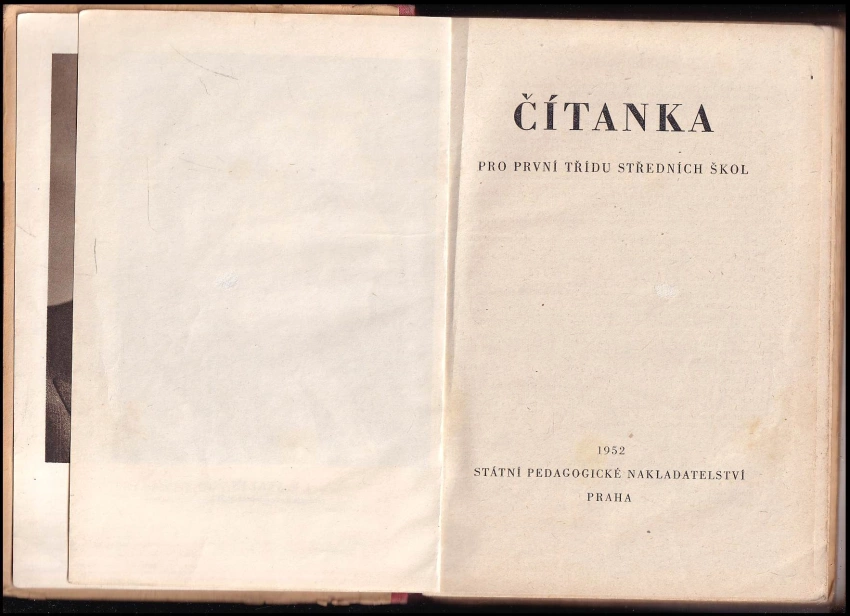 ČÍTANKA
PRO PRVNÍ TŘÍDU STŘEDNÍCH ŠKOL
1952
STÁTNÍ PEDAGOGICKÉ NAKLADATELSTVÍ
PRAHA